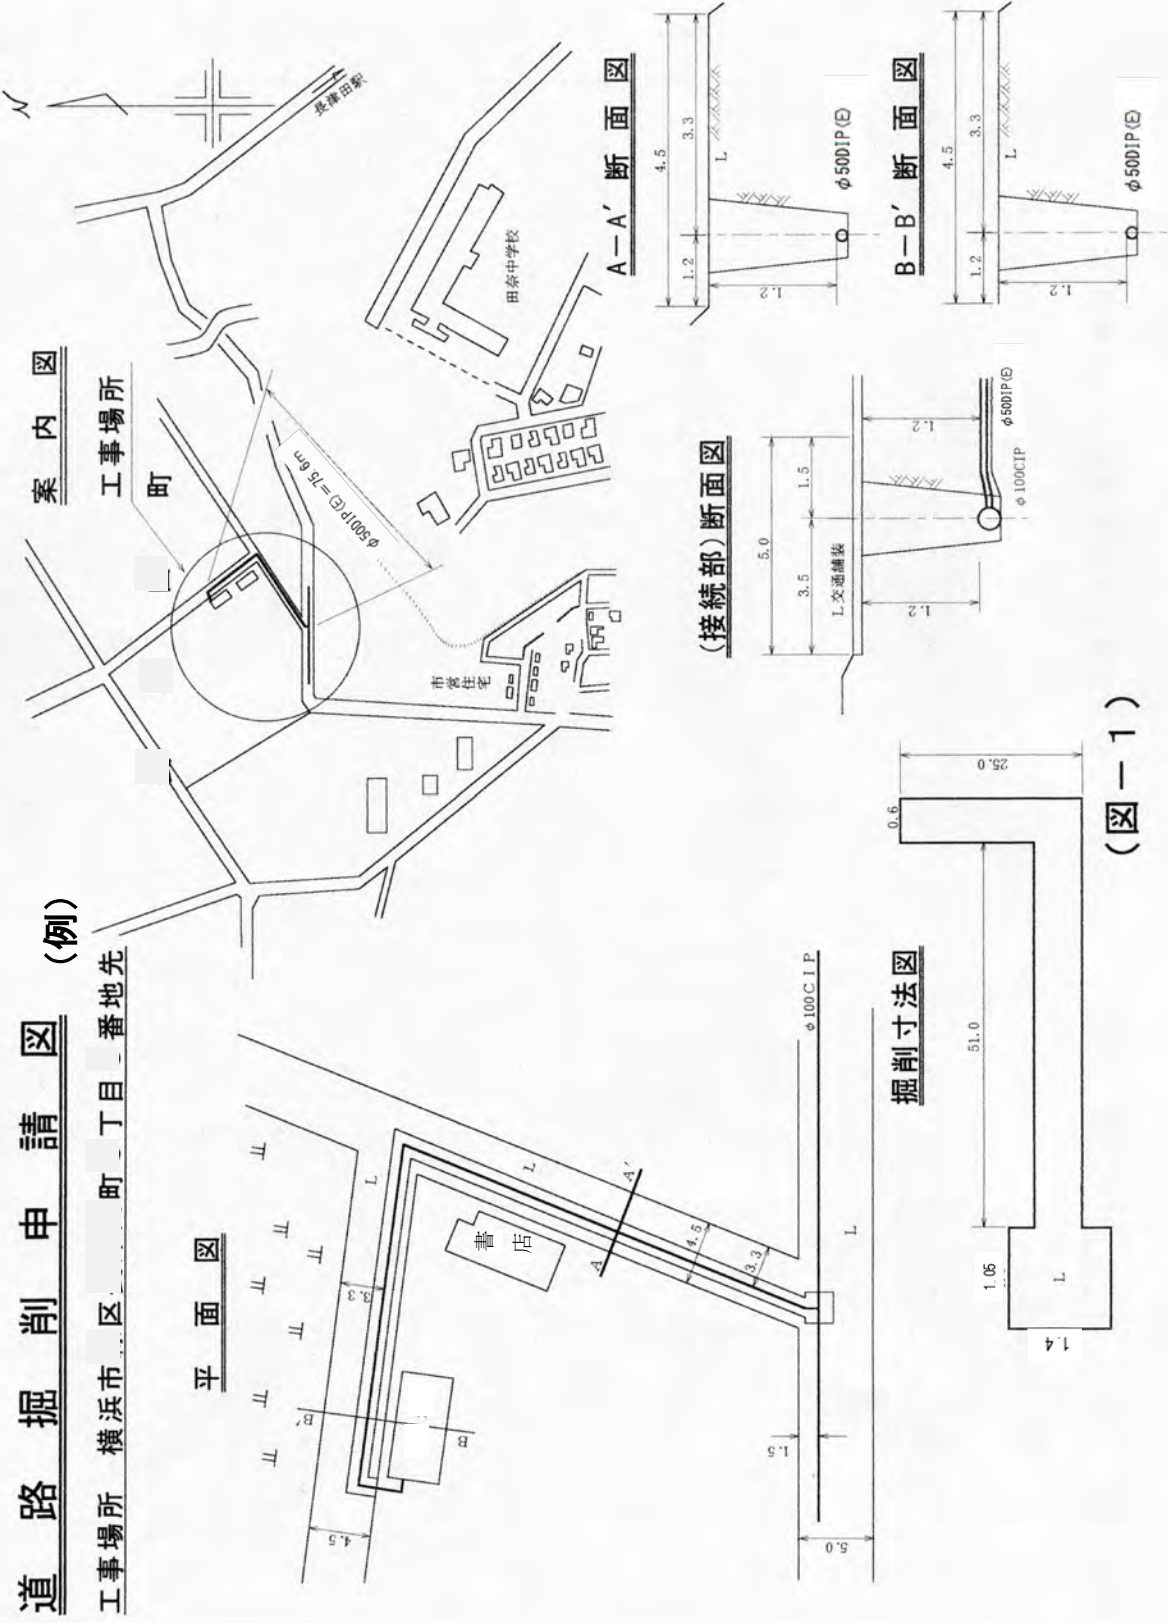 道路掘削申請図
（例）
工事場所 横浜市 区 町 丁目 番地先
案内図
工事場所
町
N
長津田駅
田奈中学校
市営住宅
φ50DIP(E)=75.6m
平面図
L
L
L
書店
A
A′
B
B′
3.3
4.5
4.5
3.3
1.5
5.0
φ100CIP
A－A′断面図
4.5
1.2
3.3
L
1.2
φ50DIP(E)
B－B′断面図
4.5
1.2
3.3
L
1.2
φ50DIP(E)
(接続部)断面図
5.0
3.5
1.5
L交通舗装
1.2
1.2
φ50DIP(E)
φ100CIP
掘削寸法図
1.05
1.4
L
51.0
0.6
25.0
(図－1)